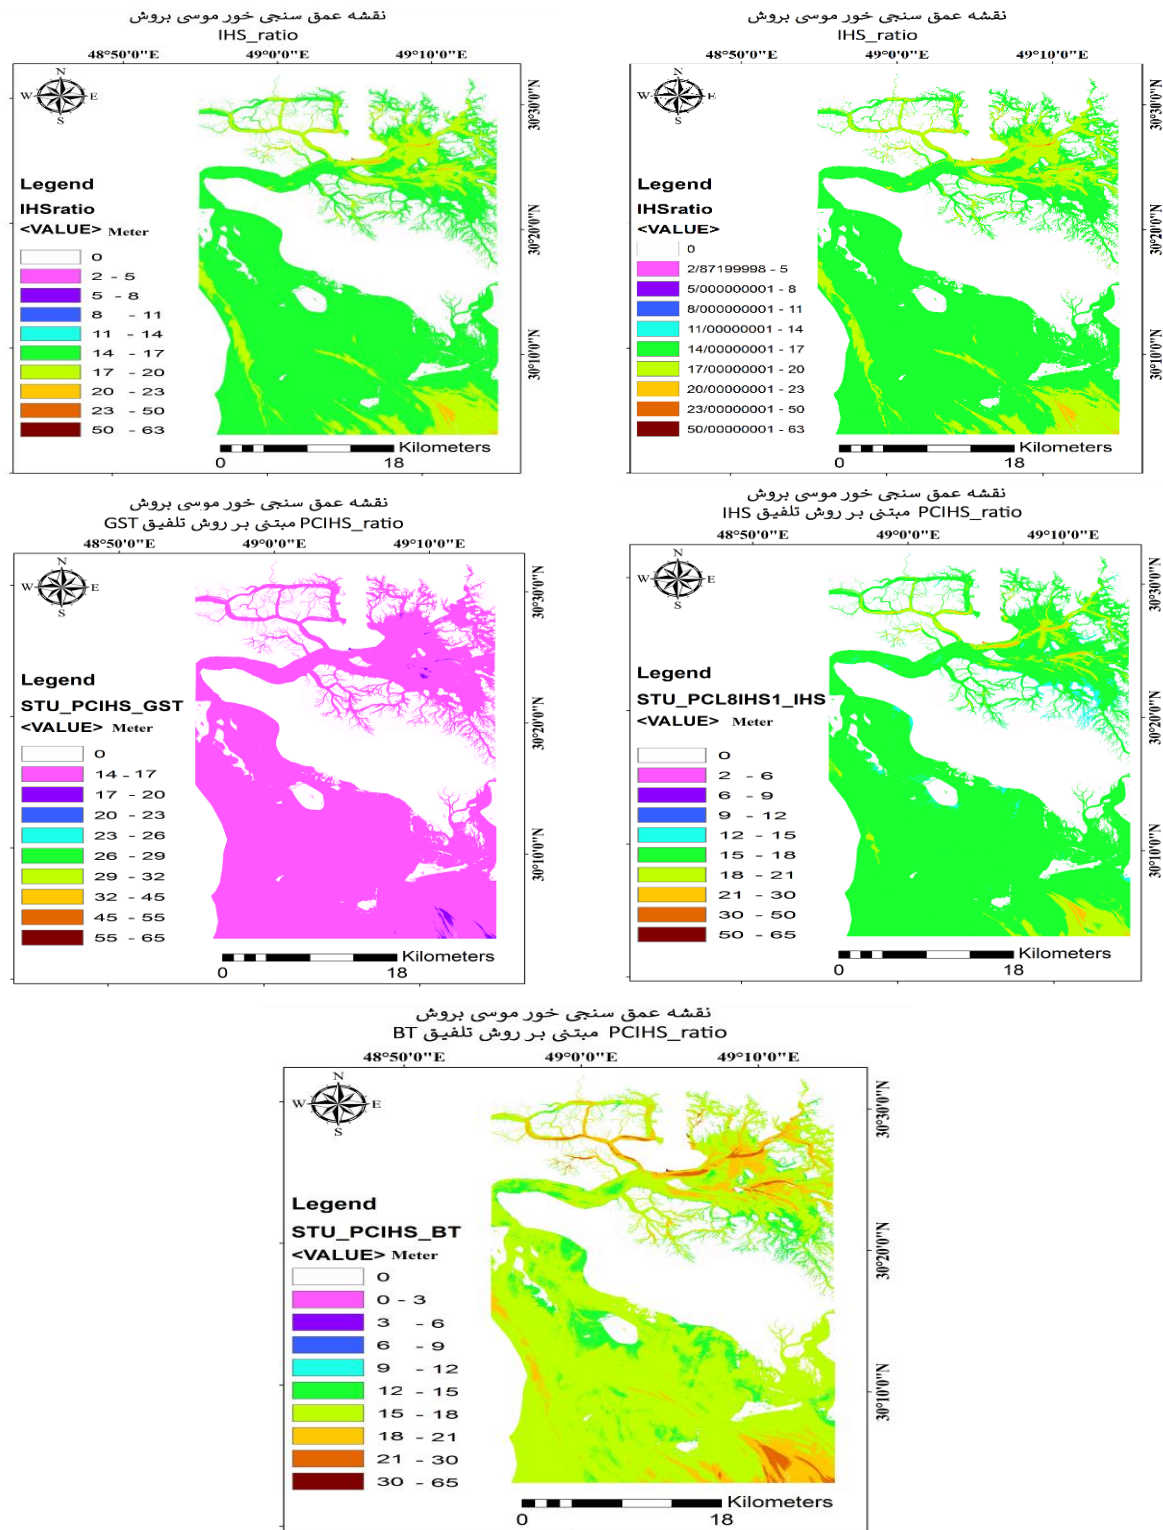 نقشه عمق سنجی خور موسی بروش
IHS_ratio
48°50'0"E 49°0'0"E 49°10'0"E
N
W E
S
30°30'0"N
30°20'0"N
30°10'0"N
Legend
IHSratio
<VALUE> Meter
0
2 - 5
5 - 8
8 - 11
11 - 14
14 - 17
17 - 20
20 - 23
23 - 50
50 - 63
Kilometers
0 18
نقشه عمق سنجی خور موسی بروش
IHS_ratio
48°50'0"E 49°0'0"E 49°10'0"E
N
W E
S
30°30'0"N
30°20'0"N
30°10'0"N
Legend
IHSratio
<VALUE>
0
2/87199998 - 5
5/000000001 - 8
8/000000001 - 11
11/00000001 - 14
14/00000001 - 17
17/00000001 - 20
20/00000001 - 23
23/00000001 - 50
50/00000001 - 63
Kilometers
0 18
نقشه عمق سنجی خور موسی بروش
PCIHS_ratio مبتنی بر روش تلفیق GST
48°50'0"E 49°0'0"E 49°10'0"E
N
W E
S
30°30'0"N
30°20'0"N
30°10'0"N
Legend
STU_PCIHS_GST
<VALUE> Meter
0
14 - 17
17 - 20
20 - 23
23 - 26
26 - 29
29 - 32
32 - 45
45 - 55
55 - 65
Kilometers
0 18
نقشه عمق سنجی خور موسی بروش
PCIHS_ratio مبتنی بر روش تلفیق IHS
48°50'0"E 49°0'0"E 49°10'0"E
N
W E
S
30°30'0"N
30°20'0"N
30°10'0"N
Legend
STU_PCL8IHS1_IHS
<VALUE> Meter
0
2 - 6
6 - 9
9 - 12
12 - 15
15 - 18
18 - 21
21 - 30
30 - 50
50 - 65
Kilometers
0 18
نقشه عمق سنجی خور موسی بروش
PCIHS_ratio مبتنی بر روش تلفیق BT
48°50'0"E 49°0'0"E 49°10'0"E
N
W E
S
30°30'0"N
30°20'0"N
30°10'0"N
Legend
STU_PCIHS_BT
<VALUE> Meter
0
0 - 3
3 - 6
6 - 9
9 - 12
12 - 15
15 - 18
18 - 21
21 - 30
30 - 65
Kilometers
0 18